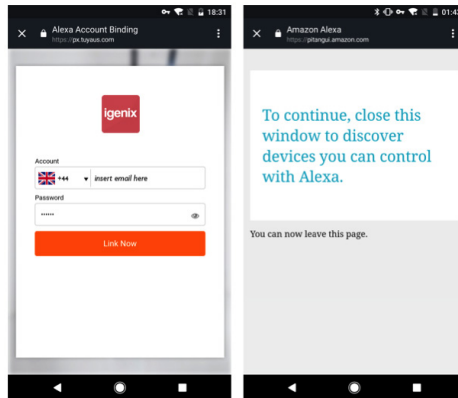 18:31
Alexa Account Binding
https://px.tuyaus.com
igenix
Account
+44 insert email here
Password
••••••
Link Now
01:43
Amazon Alexa
https://pitangui.amazon.com
To continue, close this
window to discover
devices you can control
with Alexa.
You can now leave this page.